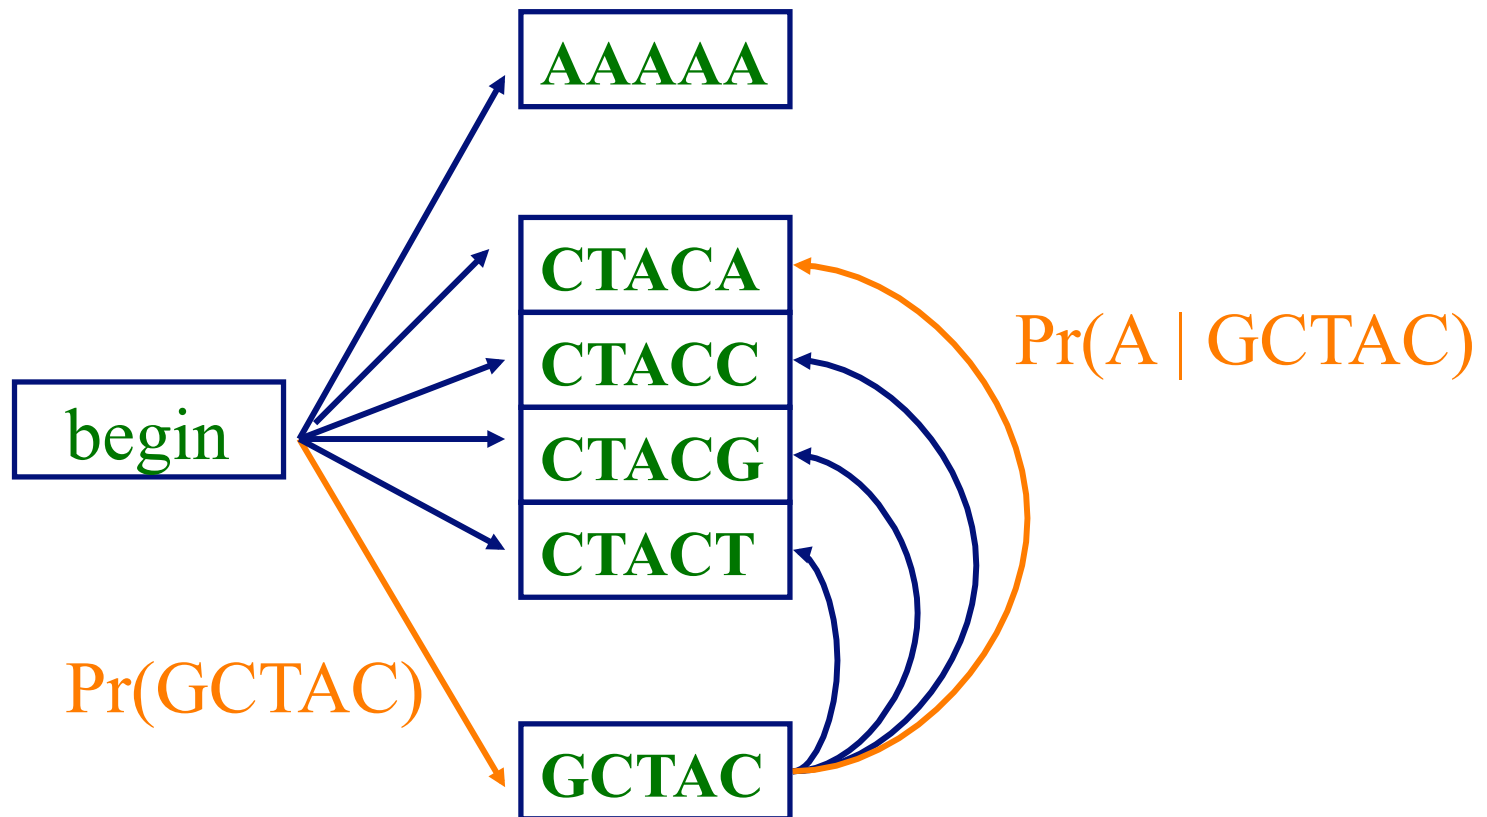 AAAAA
CTACA
Pr(A | GCTAC)
CTACC
begin
CTACG
CTACT
Pr(GCTAC)
GCTAC